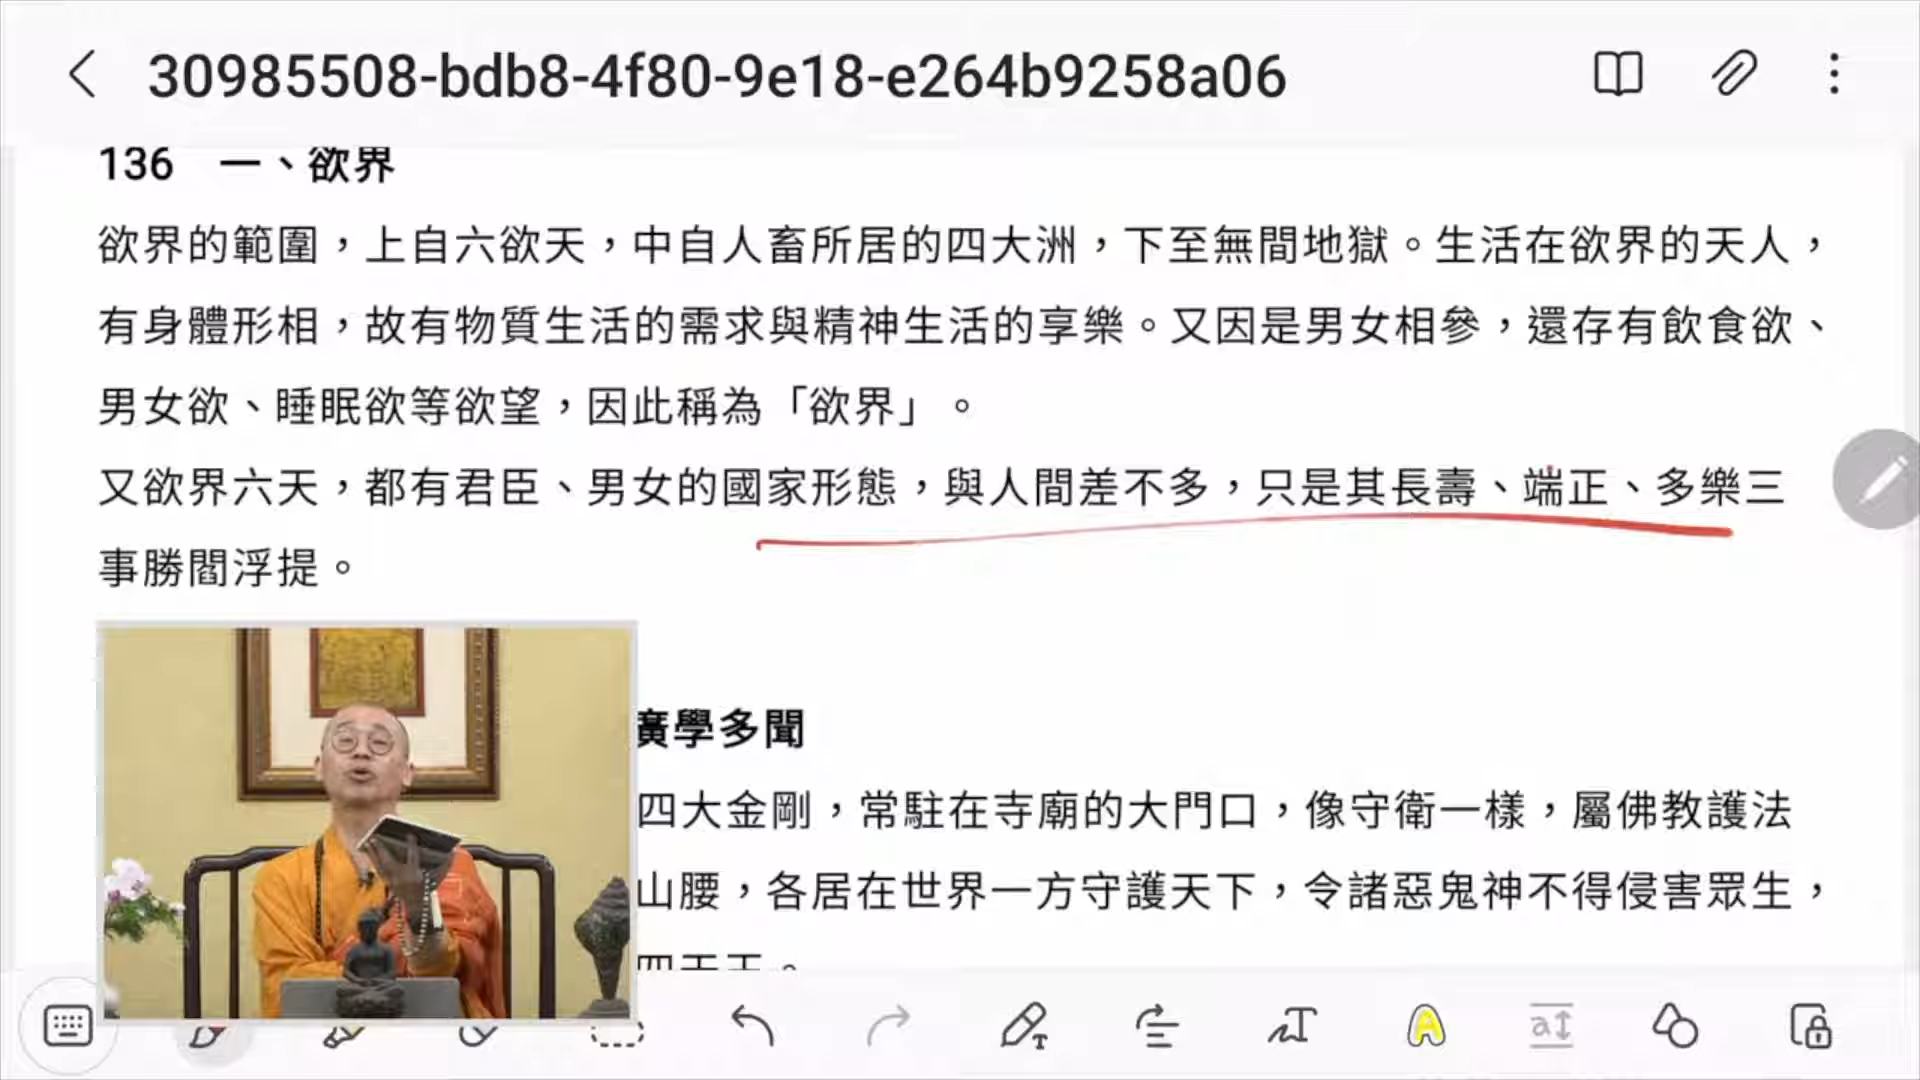 30985508-bdb8-4f80-9e18-e264b9258a06
136 一、欲界
欲界的範圍，上自六欲天，中自人畜所居的四大洲，下至無間地獄。生活在欲界的天人，
有身體形相，故有物質生活的需求與精神生活的享樂。又因是男女相參，還存有飲食欲、
男女欲、睡眠欲等欲望，因此稱為「欲界」。
又欲界六天，都有君臣、男女的國家形態，與人間差不多，只是其長壽、端正、多樂三
事勝閻浮提。
廣學多聞
四大金剛，常駐在寺廟的大門口，像守衛一樣，屬佛教護法
山腰，各居在世界一方守護天下，令諸惡鬼神不得侵害眾生，
四天王。